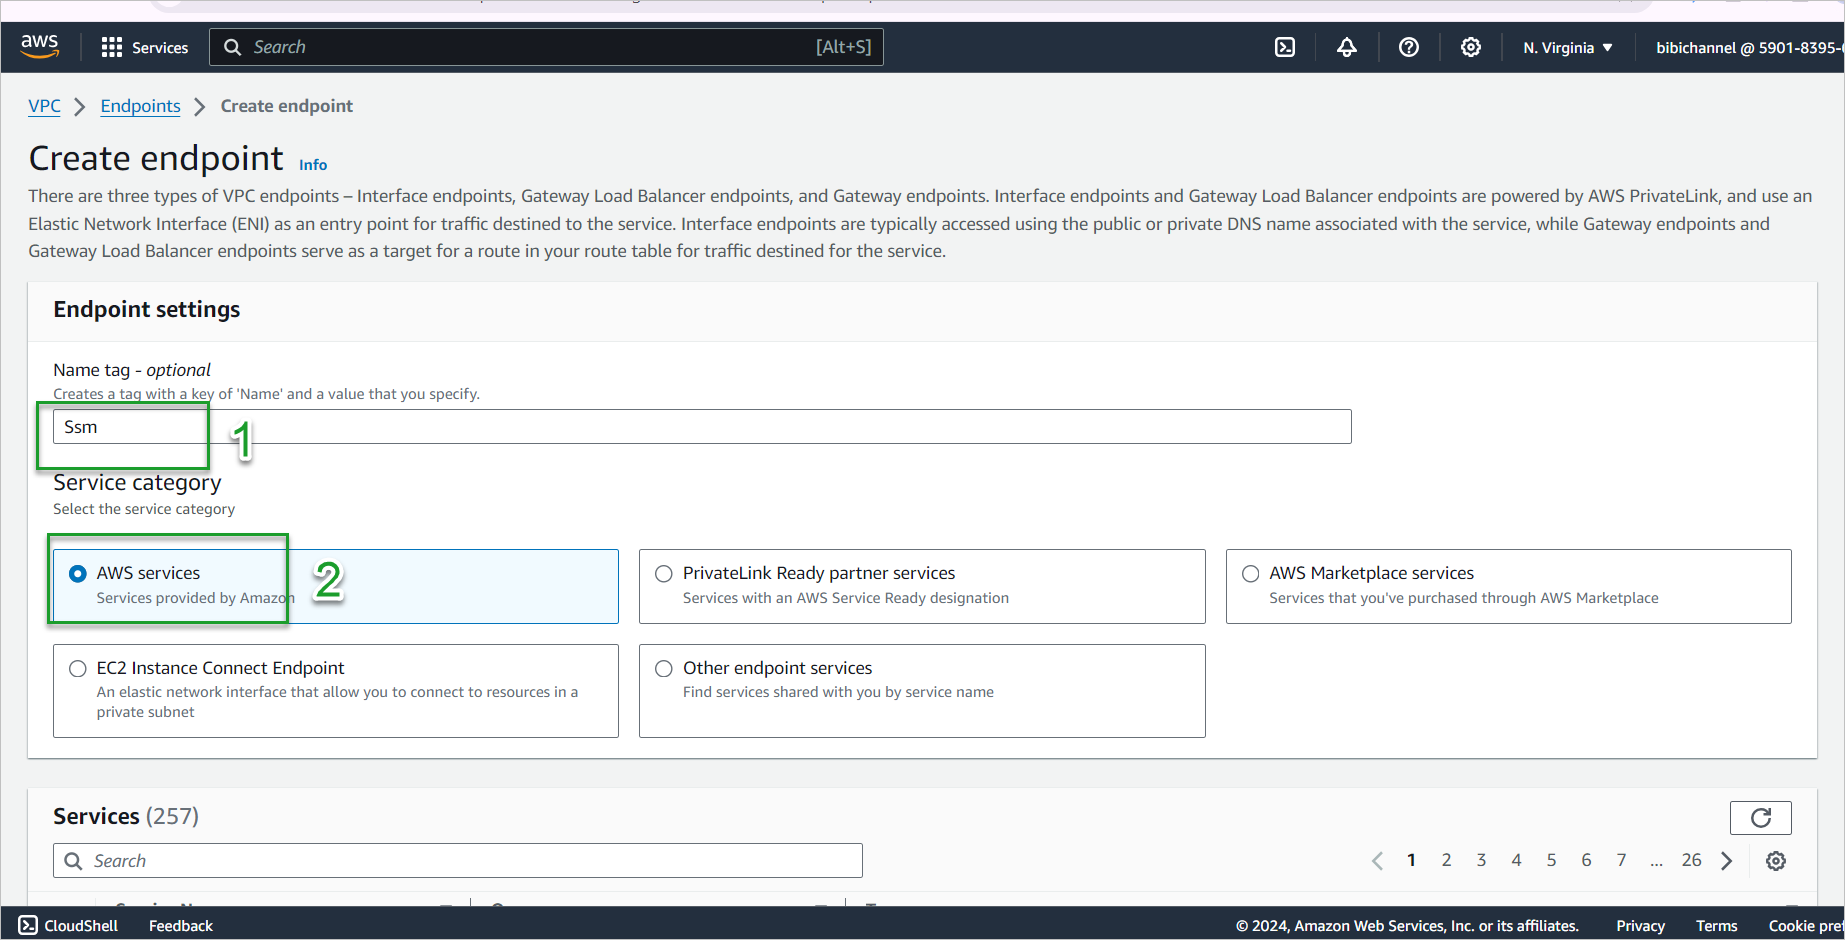 aws
Services
Search
[Alt+S]
N. Virginia
bibichannel @ 5901-8395-
VPC
Endpoints
Create endpoint
Create endpoint
Info
There are three types of VPC endpoints – Interface endpoints, Gateway Load Balancer endpoints, and Gateway endpoints. Interface endpoints and Gateway Load Balancer endpoints are powered by AWS PrivateLink, and use an
Elastic Network Interface (ENI) as an entry point for traffic destined to the service. Interface endpoints are typically accessed using the public or private DNS name associated with the service, while Gateway endpoints and
Gateway Load Balancer endpoints serve as a target for a route in your route table for traffic destined for the service.
Endpoint settings
Name tag - optional
Creates a tag with a key of 'Name' and a value that you specify.
Ssm
1
Service category
Select the service category
AWS services
Services provided by Amazon
2
PrivateLink Ready partner services
Services with an AWS Service Ready designation
AWS Marketplace services
Services that you've purchased through AWS Marketplace
EC2 Instance Connect Endpoint
An elastic network interface that allow you to connect to resources in a
private subnet
Other endpoint services
Find services shared with you by service name
Services (257)
Search
1 2 3 4 5 6 7 ... 26
CloudShell
Feedback
© 2024, Amazon Web Services, Inc. or its affiliates.
Privacy
Terms
Cookie pre